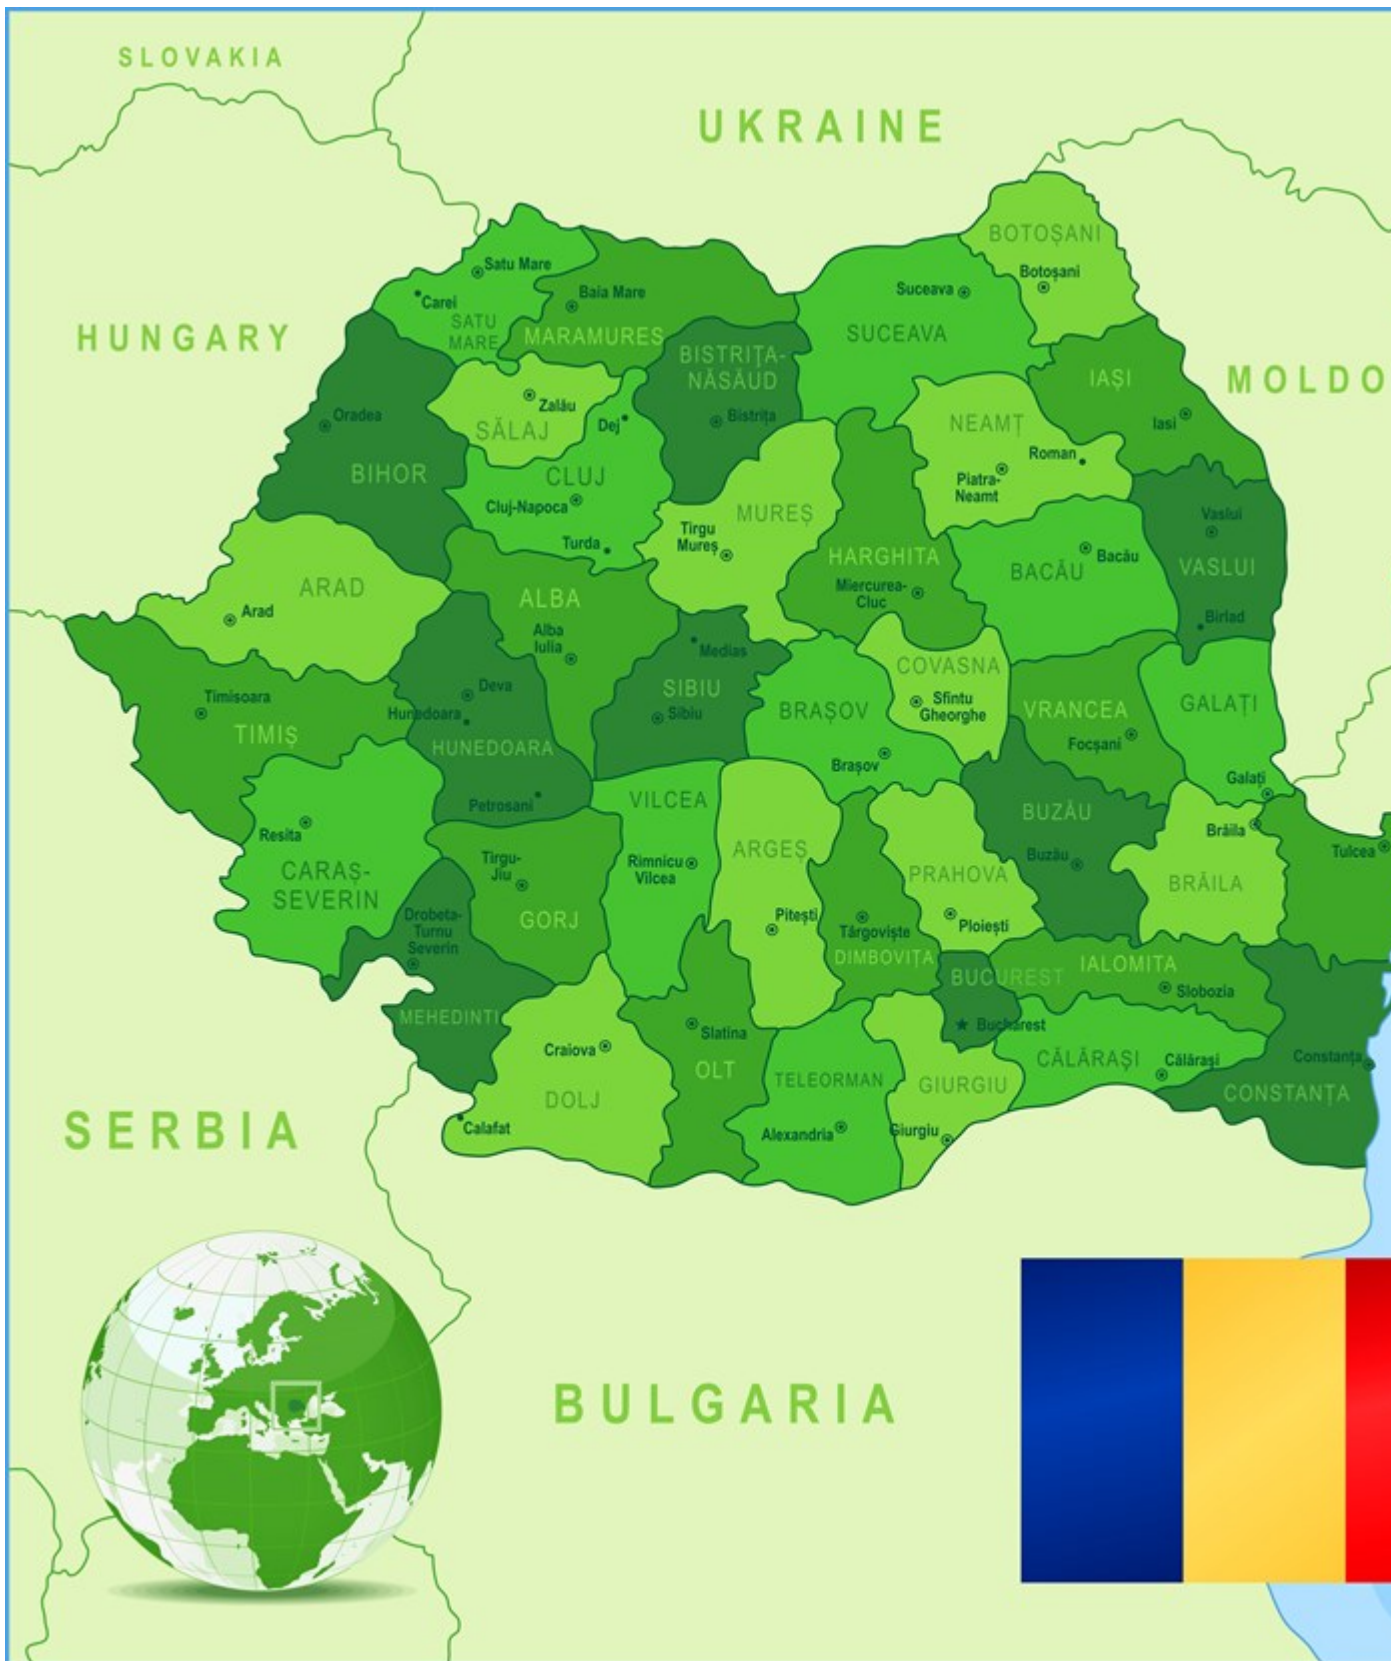 SLOVAKIA
UKRAINE
HUNGARY
MOLDO
SERBIA
BULGARIA
BOTOȘANI
Botoșani
Satu Mare
Carei
SATU
MARE
Baia Mare
MARAMURES
Suceava
SUCEAVA
BISTRIȚA-
NĂSĂUD
Bistrița
IAȘI
Iasi
Oradea
BIHOR
Zalău
SĂLAJ
Dej
CLUJ
Cluj-Napoca
Turda
NEAMȚ
Roman
Piatra-
Neamt
MUREȘ
Tirgu
Mureș
HARGHITA
Miercurea-
Cluc
BACĂU
Bacău
Vaslui
VASLUI
Birlad
ARAD
Arad
ALBA
Alba
Iulia
Medias
SIBIU
Sibiu
COVASNA
Sfintu
Gheorghe
Timisoara
TIMIȘ
Deva
Hunedoara
HUNEDOARA
Petrosani
BRAȘOV
Brașov
VRANCEA
Focșani
GALAȚI
Galați
Resita
CARAȘ-
SEVERIN
VILCEA
Rimnicu
Vilcea
ARGEȘ
Pitești
BUZĂU
Buzău
Brăila
BRĂILA
Tulcea
Tirgu-
Jiu
GORJ
PRAHOVA
Ploiești
Drobeta-
Turnu
Severin
MEHEDINTI
Târgoviște
DIMBOVIȚA
BUCUREST
Bucharest
IALOMITA
Slobozia
Craiova
DOLJ
Calafat
Slatina
OLT
TELEORMAN
Alexandria
GIURGIU
Giurgiu
CĂLĂRAȘI
Călărași
Constanța
CONSTANȚA